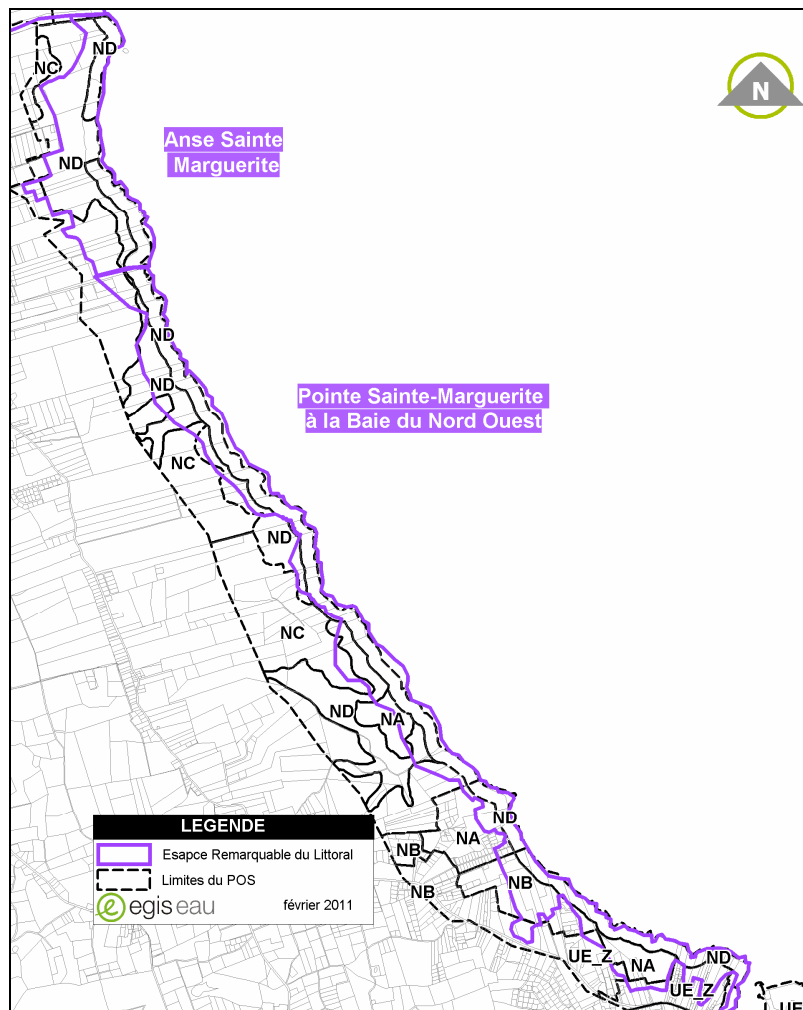 ND
NC
N
Anse Sainte
Marguerite
ND
ND
ND
Pointe Sainte-Marguerite
à la Baie du Nord Ouest
NC
ND
NC
ND
NA
ND
LEGENDE
NA
NB
Esapce Remarquable du Littoral
NB
Limites du POS
NB
egis eau
février 2011
UE_Z
NA
ND
UE_Z
UE